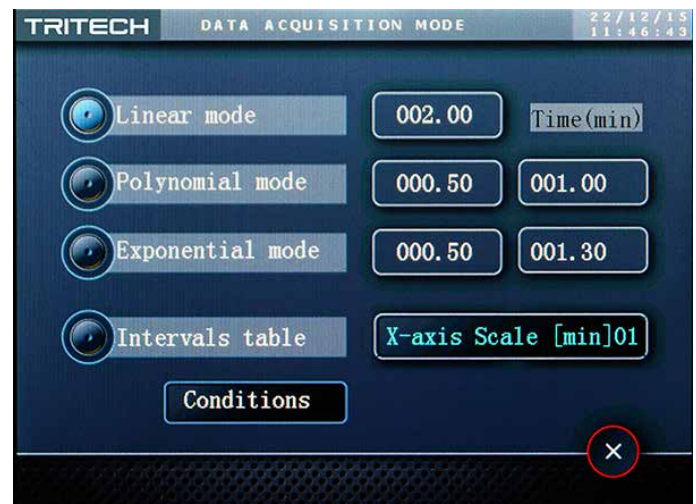 TRITECH DATA ACQUISITION MODE 22/12/15
11:46:43
Linear mode 002.00 Time(min)
Polynomial mode 000.50 001.00
Exponential mode 000.50 001.30
Intervals table X-axis Scale [min]01
Conditions
×